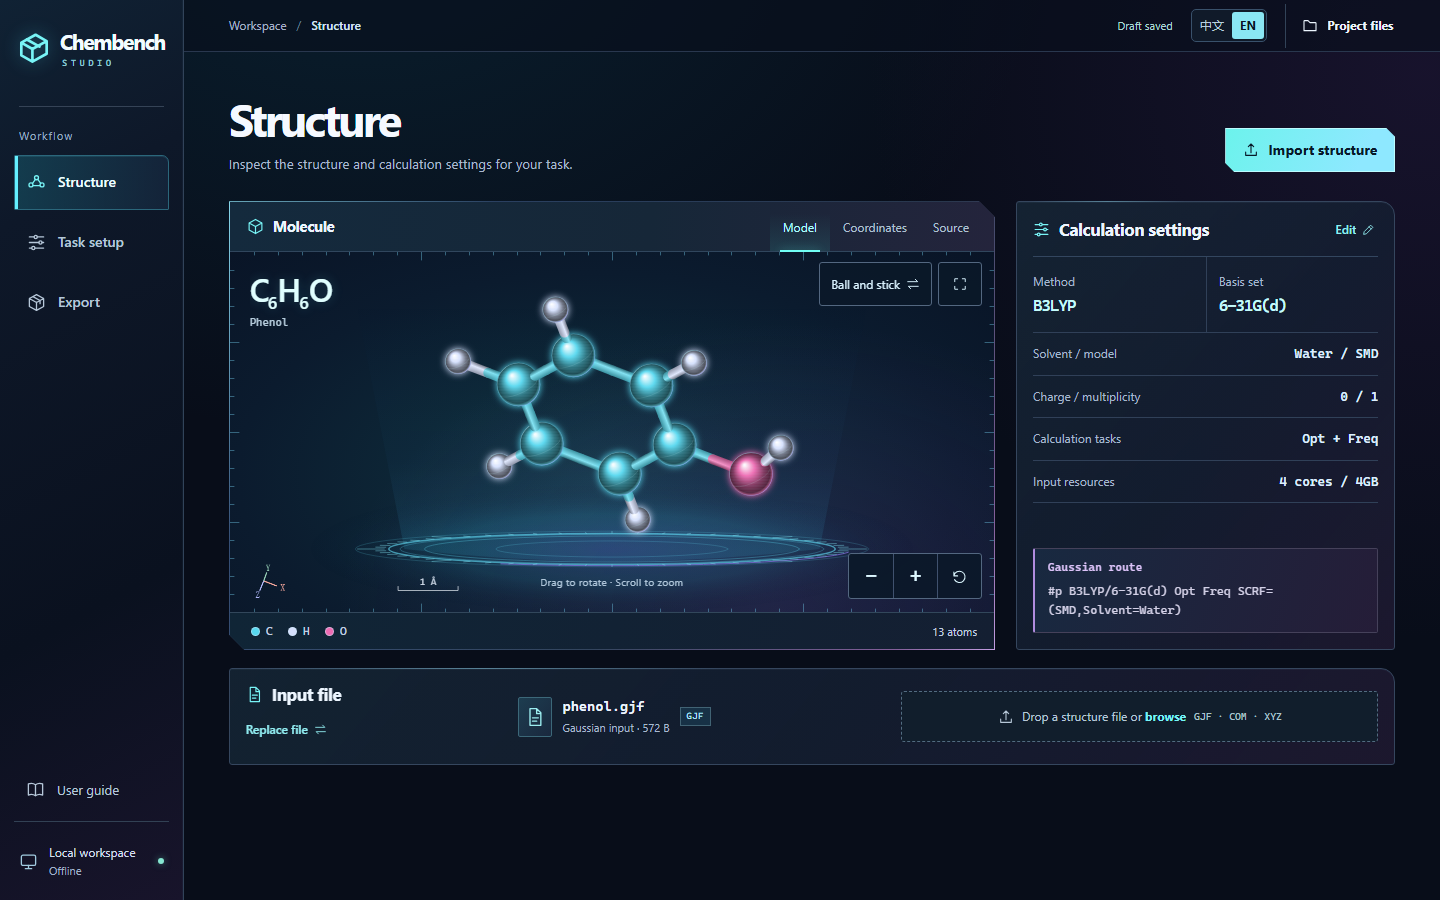 Chembench
STUDIO
Workflow
Structure
Task setup
Export
User guide
Local workspace
Offline
Workspace / Structure
Draft saved
中文 EN
Project files
Structure
Inspect the structure and calculation settings for your task.
Import structure
Molecule
Model Coordinates Source
C6H6O
Phenol
Ball and stick
Y
X
Z
1 Å
Drag to rotate · Scroll to zoom
− +
C H O
13 atoms
Calculation settings
Edit
Method
B3LYP
Basis set
6-31G(d)
Solvent / model
Water / SMD
Charge / multiplicity
0 / 1
Calculation tasks
Opt + Freq
Input resources
4 cores / 4GB
Gaussian route
#p B3LYP/6-31G(d) Opt Freq SCRF=
(SMD,Solvent=Water)
Input file
Replace file
phenol.gjf
Gaussian input · 572 B
GJF
Drop a structure file or browse GJF · COM · XYZ